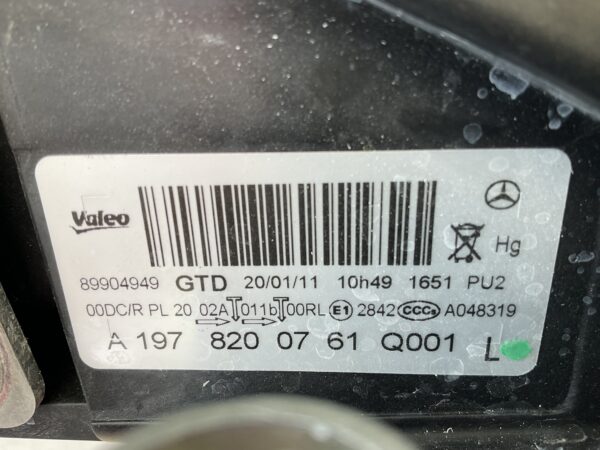 Valeo
Hg
89904949 GTD 20/01/11 10h49 1651 PU2
00DC/R PL 20 02A 011b 00RL E1 2842 CCC A048319
A 197 820 07 61 Q001 L